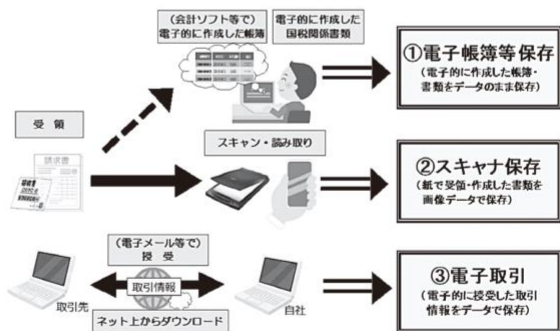 (会計ソフト等で)
電子的に作成した帳簿
電子的に作成した
国税関係書類
①電子帳簿等保存
(電子的に作成した帳簿・
書類をデータのまま保存)
受 領
請求書
領収書
スキャン・読み取り
②スキャナ保存
(紙で受領・作成した書類を
画像データで保存)
(電子メール等で)
授 受
取引情報
取引先
自社
ネット上からダウンロード
③電子取引
(電子的に授受した取引
情報をデータで保存)